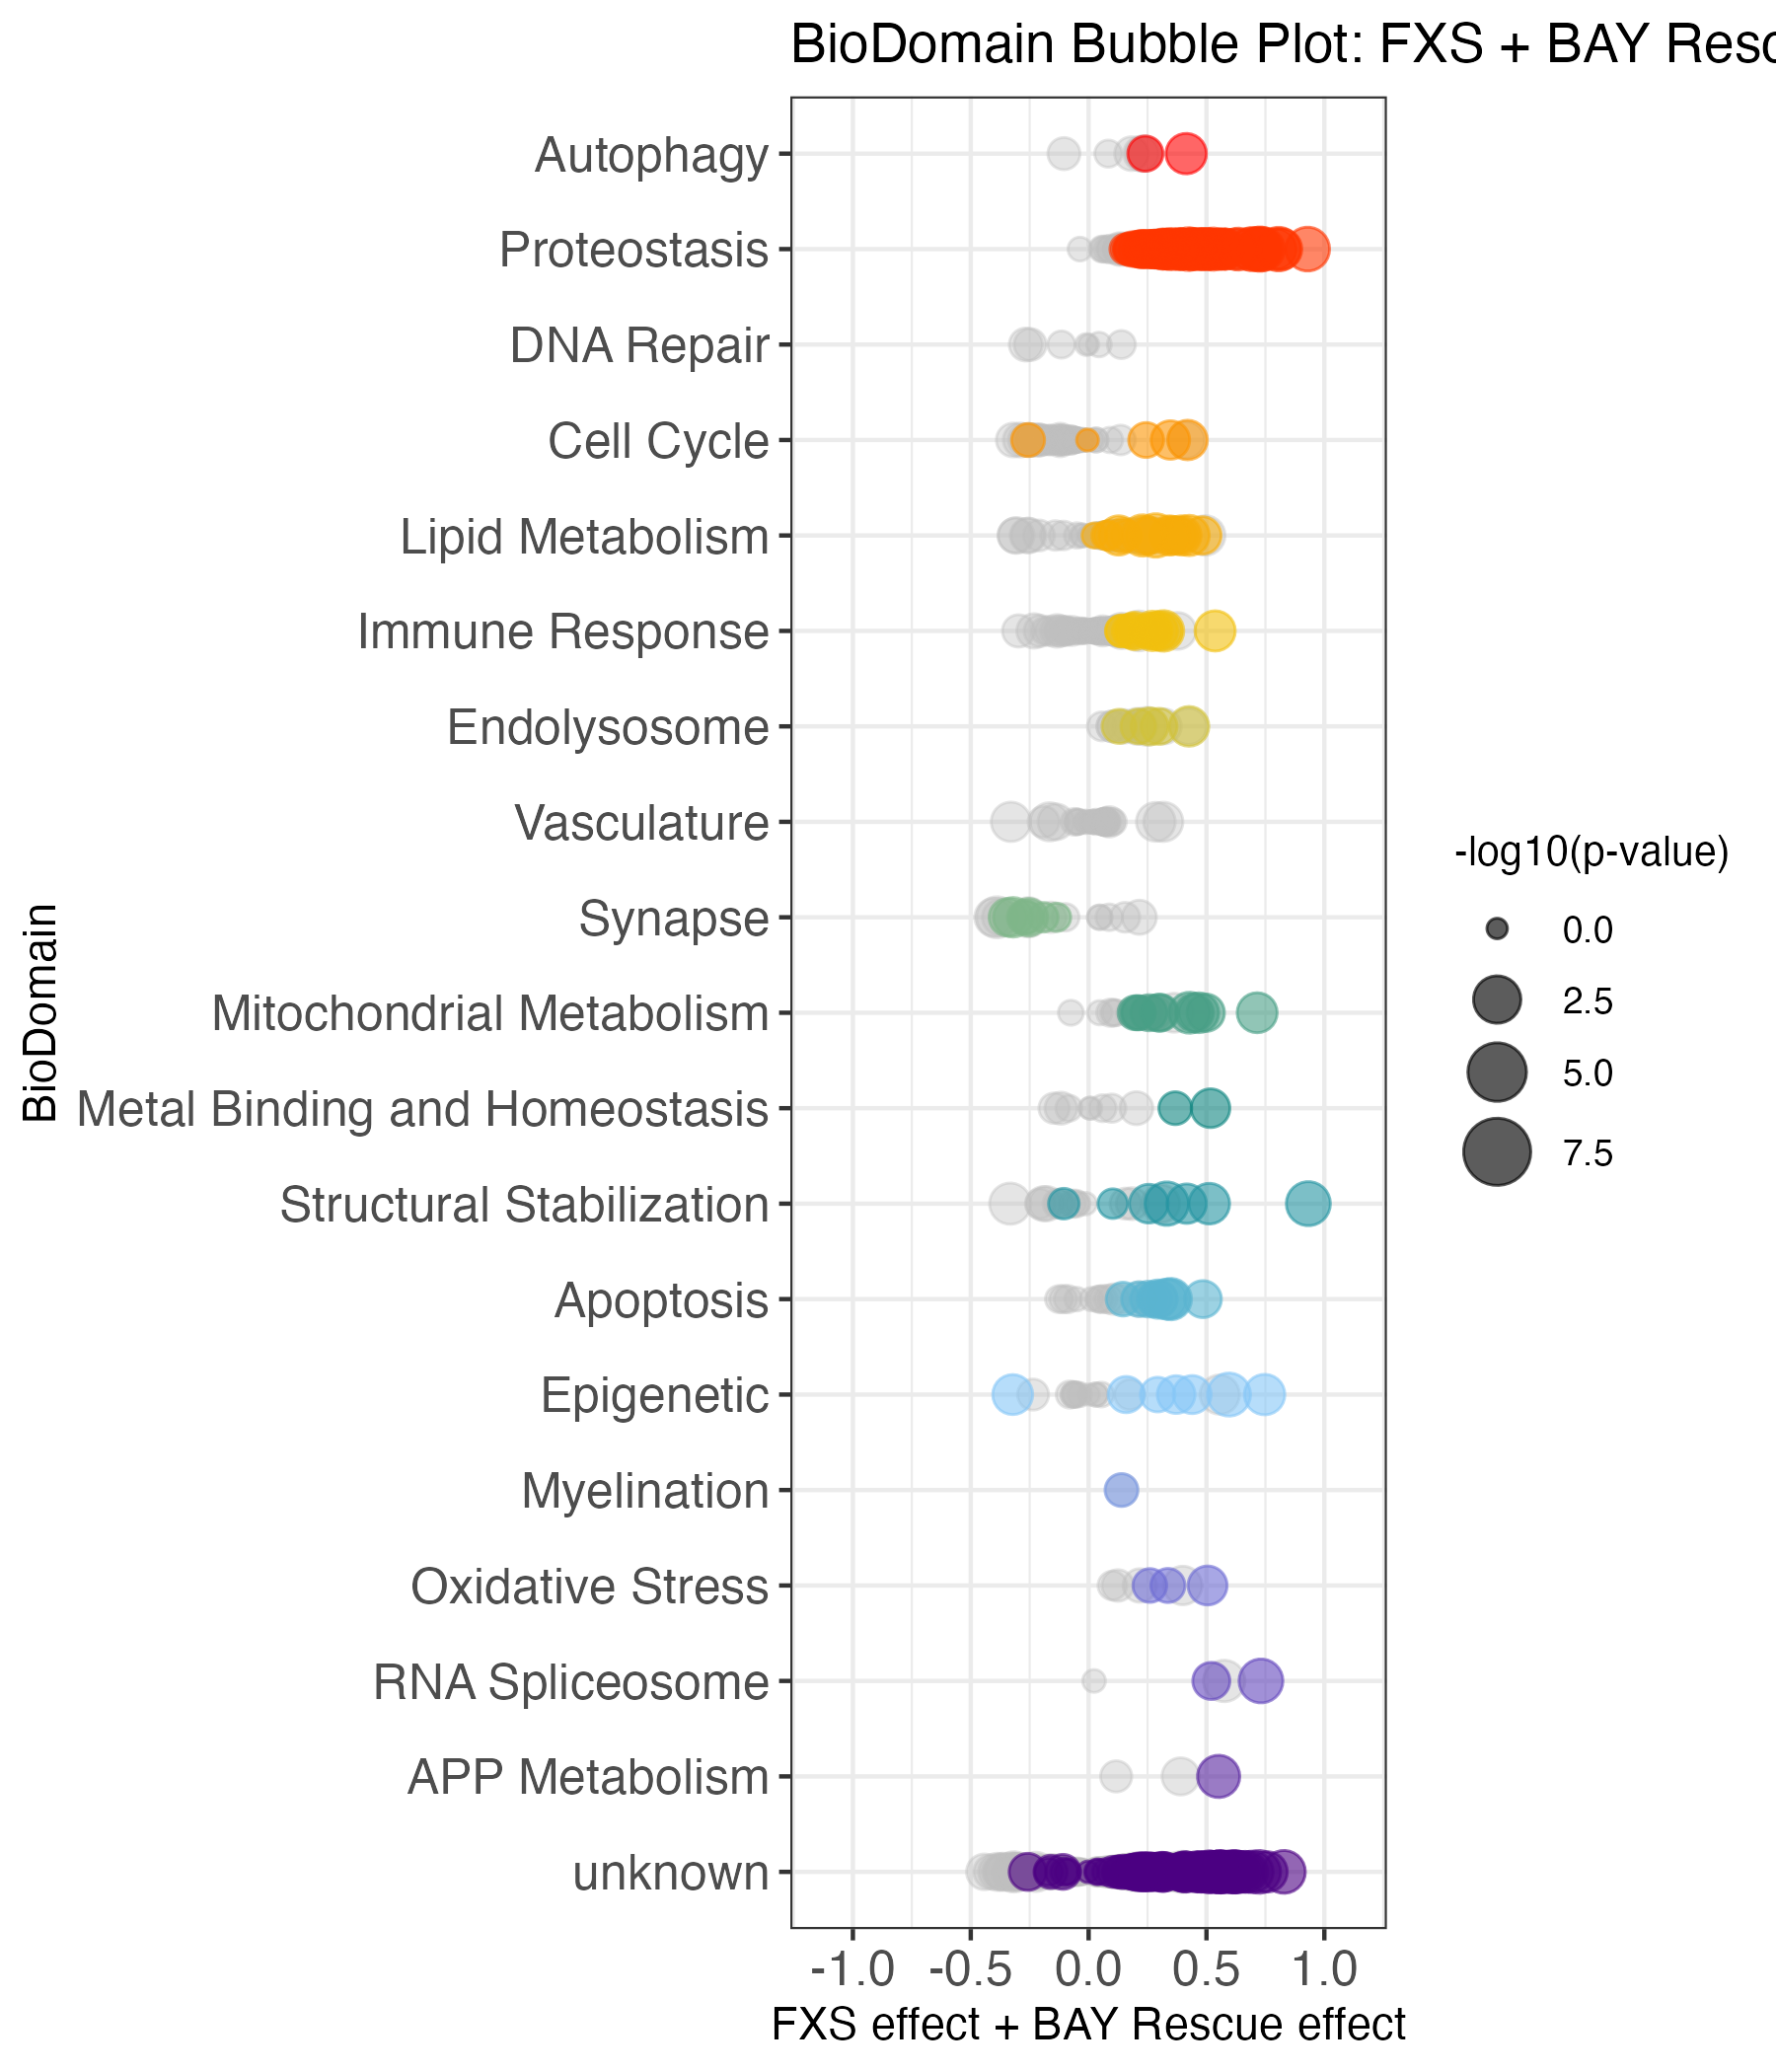 BioDomain Bubble Plot: FXS + BAY Resc
Autophagy
Proteostasis
DNA Repair
Cell Cycle
Lipid Metabolism
Immune Response
Endolysosome
Vasculature
Synapse
Mitochondrial Metabolism
Metal Binding and Homeostasis
Structural Stabilization
Apoptosis
Epigenetic
Myelination
Oxidative Stress
RNA Spliceosome
APP Metabolism
unknown
BioDomain
-1.0 -0.5 0.0 0.5 1.0
FXS effect + BAY Rescue effect
-log10(p-value)
0.0
2.5
5.0
7.5